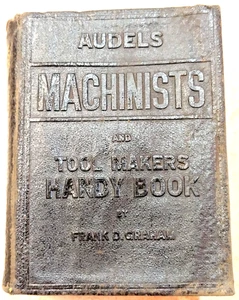 AUDELS
MACHINISTS
AND
TOOL MAKERS
HANDY BOOK
BY
FRANK D. GRAHAM